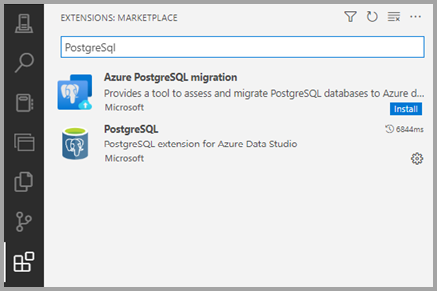 EXTENSIONS: MARKETPLACE
PostgreSql
Azure PostgreSQL migration
Provides a tool to assess and migrate PostgreSQL databases to Azure d...
Microsoft
Install
PostgreSQL
6844ms
PostgreSQL extension for Azure Data Studio
Microsoft